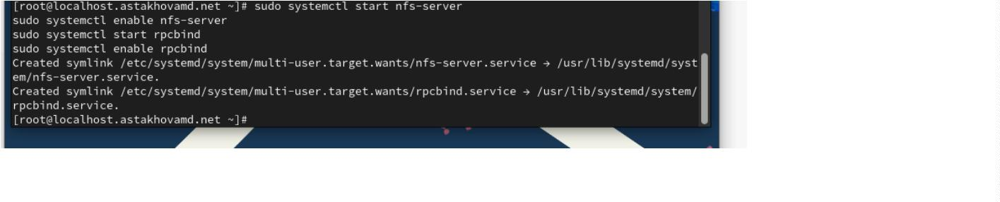 [root@localhost.astakhovamd.net ~]# sudo systemctl start nfs-server
sudo systemctl enable nfs-server
sudo systemctl start rpcbind
sudo systemctl enable rpcbind
Created symlink /etc/systemd/system/multi-user.target.wants/nfs-server.service → /usr/lib/systemd/syst
em/nfs-server.service.
Created symlink /etc/systemd/system/multi-user.target.wants/rpcbind.service → /usr/lib/systemd/system/
rpcbind.service.
[root@localhost.astakhovamd.net ~]#